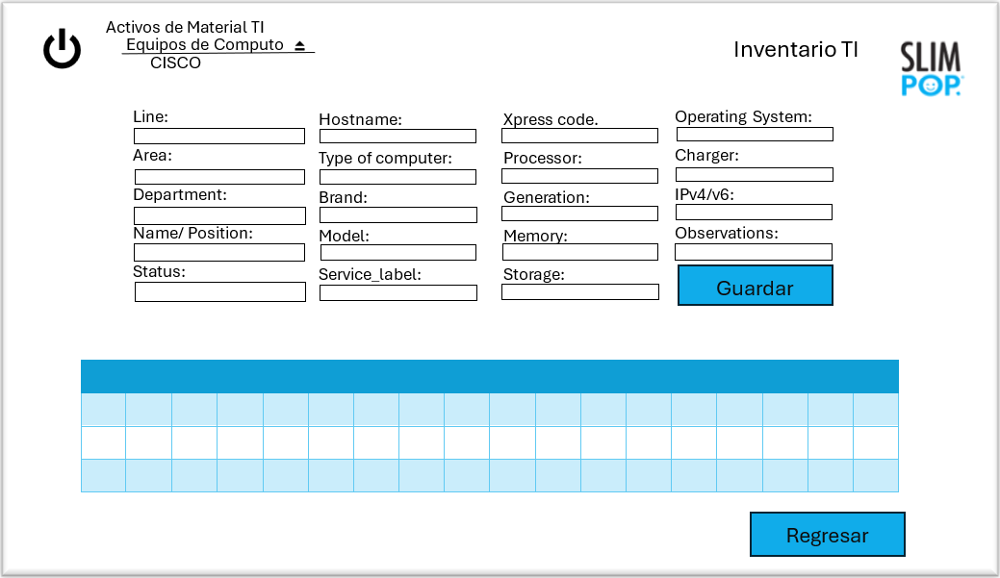 Activos de Material TI
Equipos de Computo
CISCO
Inventario TI
SLIM
POP.
Line:
Hostname:
Xpress code.
Operating System:
Area:
Type of computer:
Processor:
Charger:
Department:
Brand:
Generation:
IPv4/v6:
Name/ Position:
Model:
Memory:
Observations:
Status:
Service_label:
Storage:
Guardar
Regresar